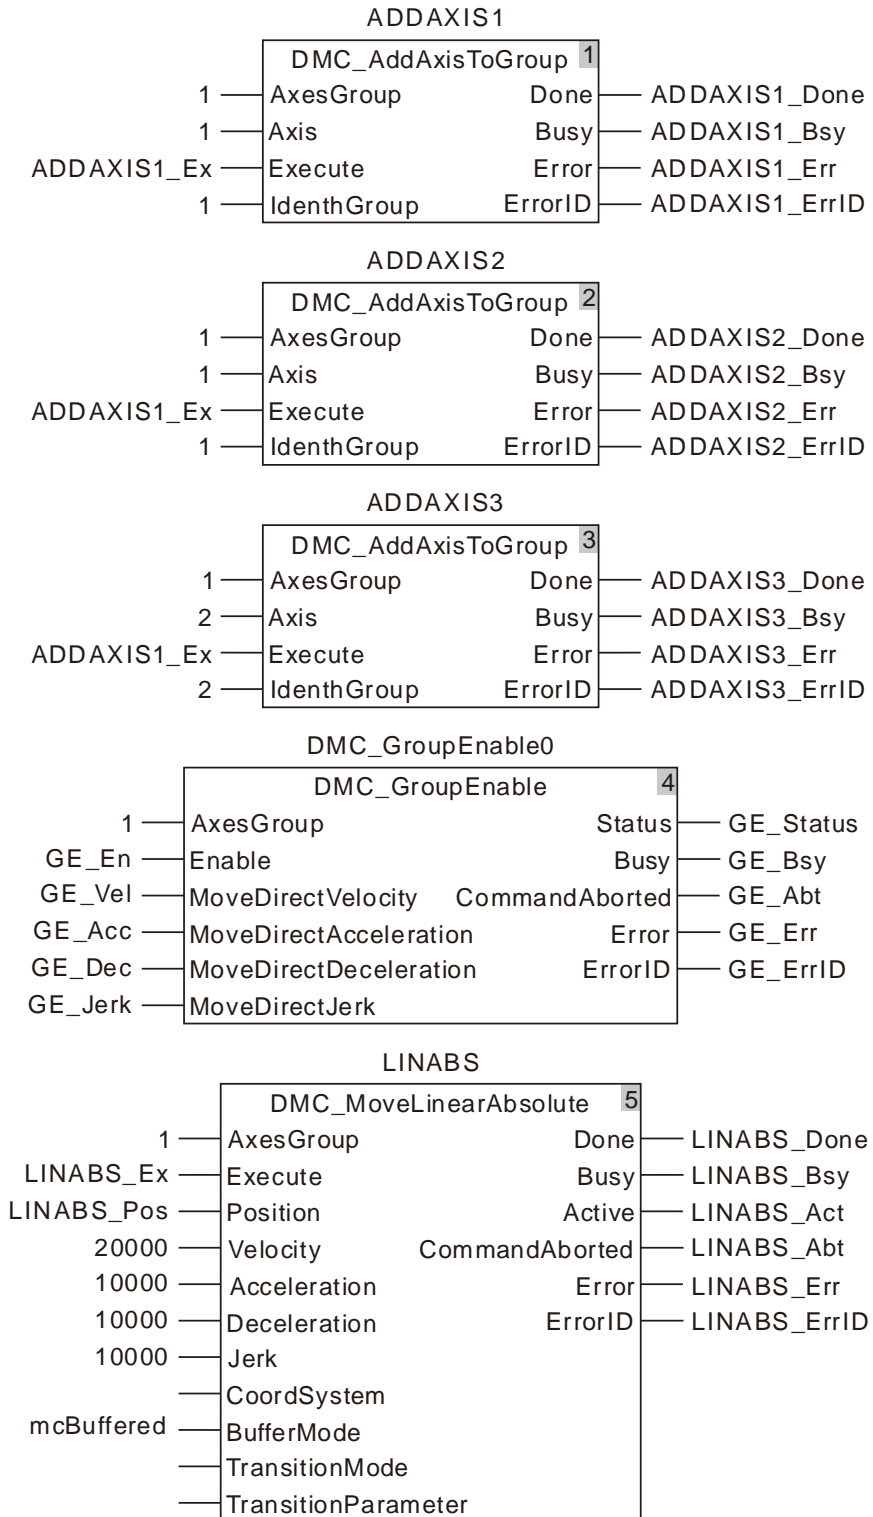 ADDAXIS1
DMC_AddAxisToGroup 1
1 AxesGroup Done ADDAXIS1_Done
1 Axis Busy ADDAXIS1_Bsy
ADDAXIS1_Ex Execute Error ADDAXIS1_Err
1 IdenthGroup ErrorID ADDAXIS1_ErrID
ADDAXIS2
DMC_AddAxisToGroup 2
1 AxesGroup Done ADDAXIS2_Done
1 Axis Busy ADDAXIS2_Bsy
ADDAXIS1_Ex Execute Error ADDAXIS2_Err
1 IdenthGroup ErrorID ADDAXIS2_ErrID
ADDAXIS3
DMC_AddAxisToGroup 3
1 AxesGroup Done ADDAXIS3_Done
2 Axis Busy ADDAXIS3_Bsy
ADDAXIS1_Ex Execute Error ADDAXIS3_Err
2 IdenthGroup ErrorID ADDAXIS3_ErrID
DMC_GroupEnable0
DMC_GroupEnable 4
1 AxesGroup Status GE_Status
GE_En Enable Busy GE_Bsy
GE_Vel MoveDirectVelocity CommandAborted GE_Abt
GE_Acc MoveDirectAcceleration Error GE_Err
GE_Dec MoveDirectDeceleration ErrorID GE_ErrID
GE_Jerk MoveDirectJerk
LINABS
DMC_MoveLinearAbsolute 5
1 AxesGroup Done LINABS_Done
LINABS_Ex Execute Busy LINABS_Bsy
LINABS_Pos Position Active LINABS_Act
20000 Velocity CommandAborted LINABS_Abt
10000 Acceleration Error LINABS_Err
10000 Deceleration ErrorID LINABS_ErrID
10000 Jerk
CoordSystem
mcBuffered BufferMode
TransitionMode
TransitionParameter